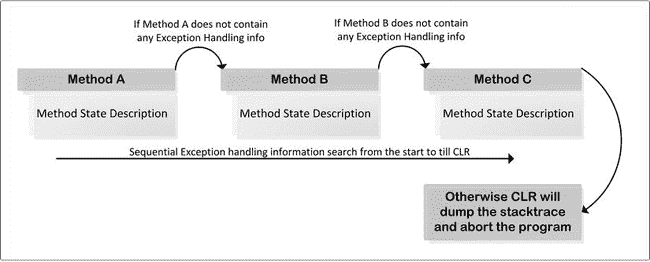 If Method A does not contain
any Exception Handling info
If Method B does not contain
any Exception Handling info
Method A
Method B
Method C
Method State Description
Method State Description
Method State Description
Sequential Exception handling information search from the start to till CLR
Otherwise CLR will
dump the stacktrace
and abort the program